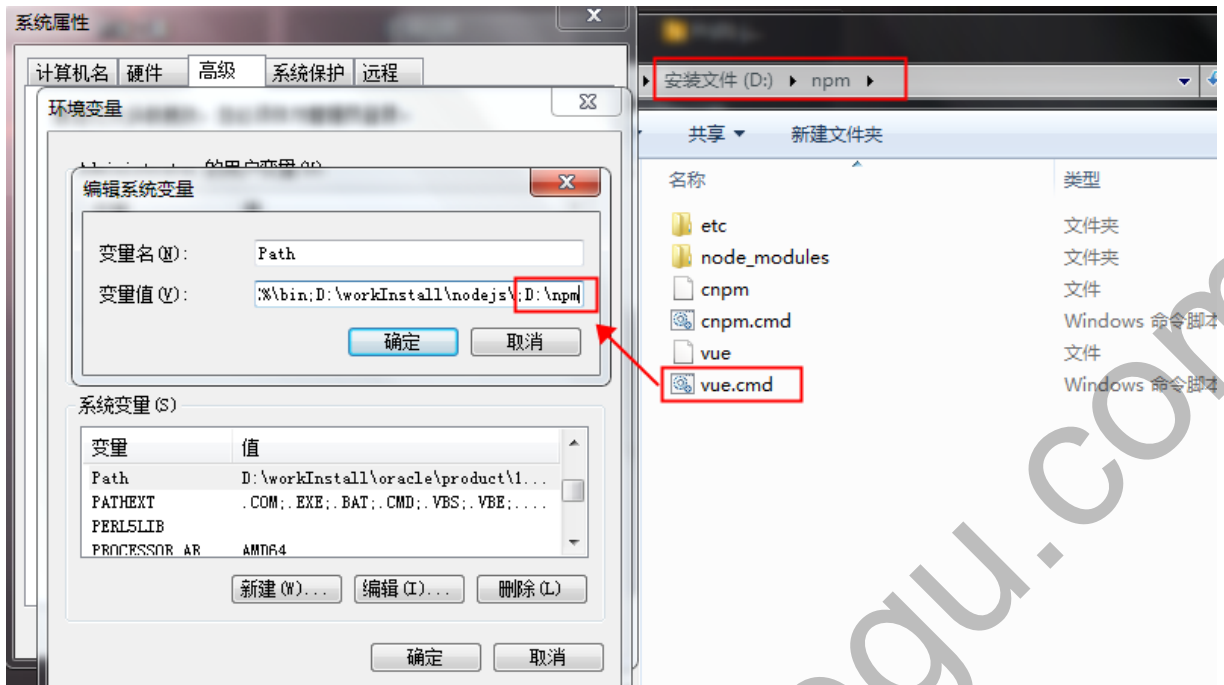 系统属性
计算机名 硬件 高级 系统保护 远程
环境变量
编辑系统变量
变量名(N): Path
变量值(V): %\bin;D:\workInstall\nodejs\;D:\npm
确定 取消
系统变量(S)
变量 值
Path D:\workInstall\oracle\product\1...
PATHEXT .COM;.EXE;.BAT;.CMD;.VBS;.VBE;....
PERL5LIB
PROCESSOR_AR AMD64
新建(W)... 编辑(I)... 删除(L)
确定 取消
安装文件 (D:) npm
共享 新建文件夹
名称 类型
etc 文件夹
node_modules 文件夹
cnpm 文件
cnpm.cmd Windows 命令脚本
vue 文件
vue.cmd Windows 命令脚本
gu.com